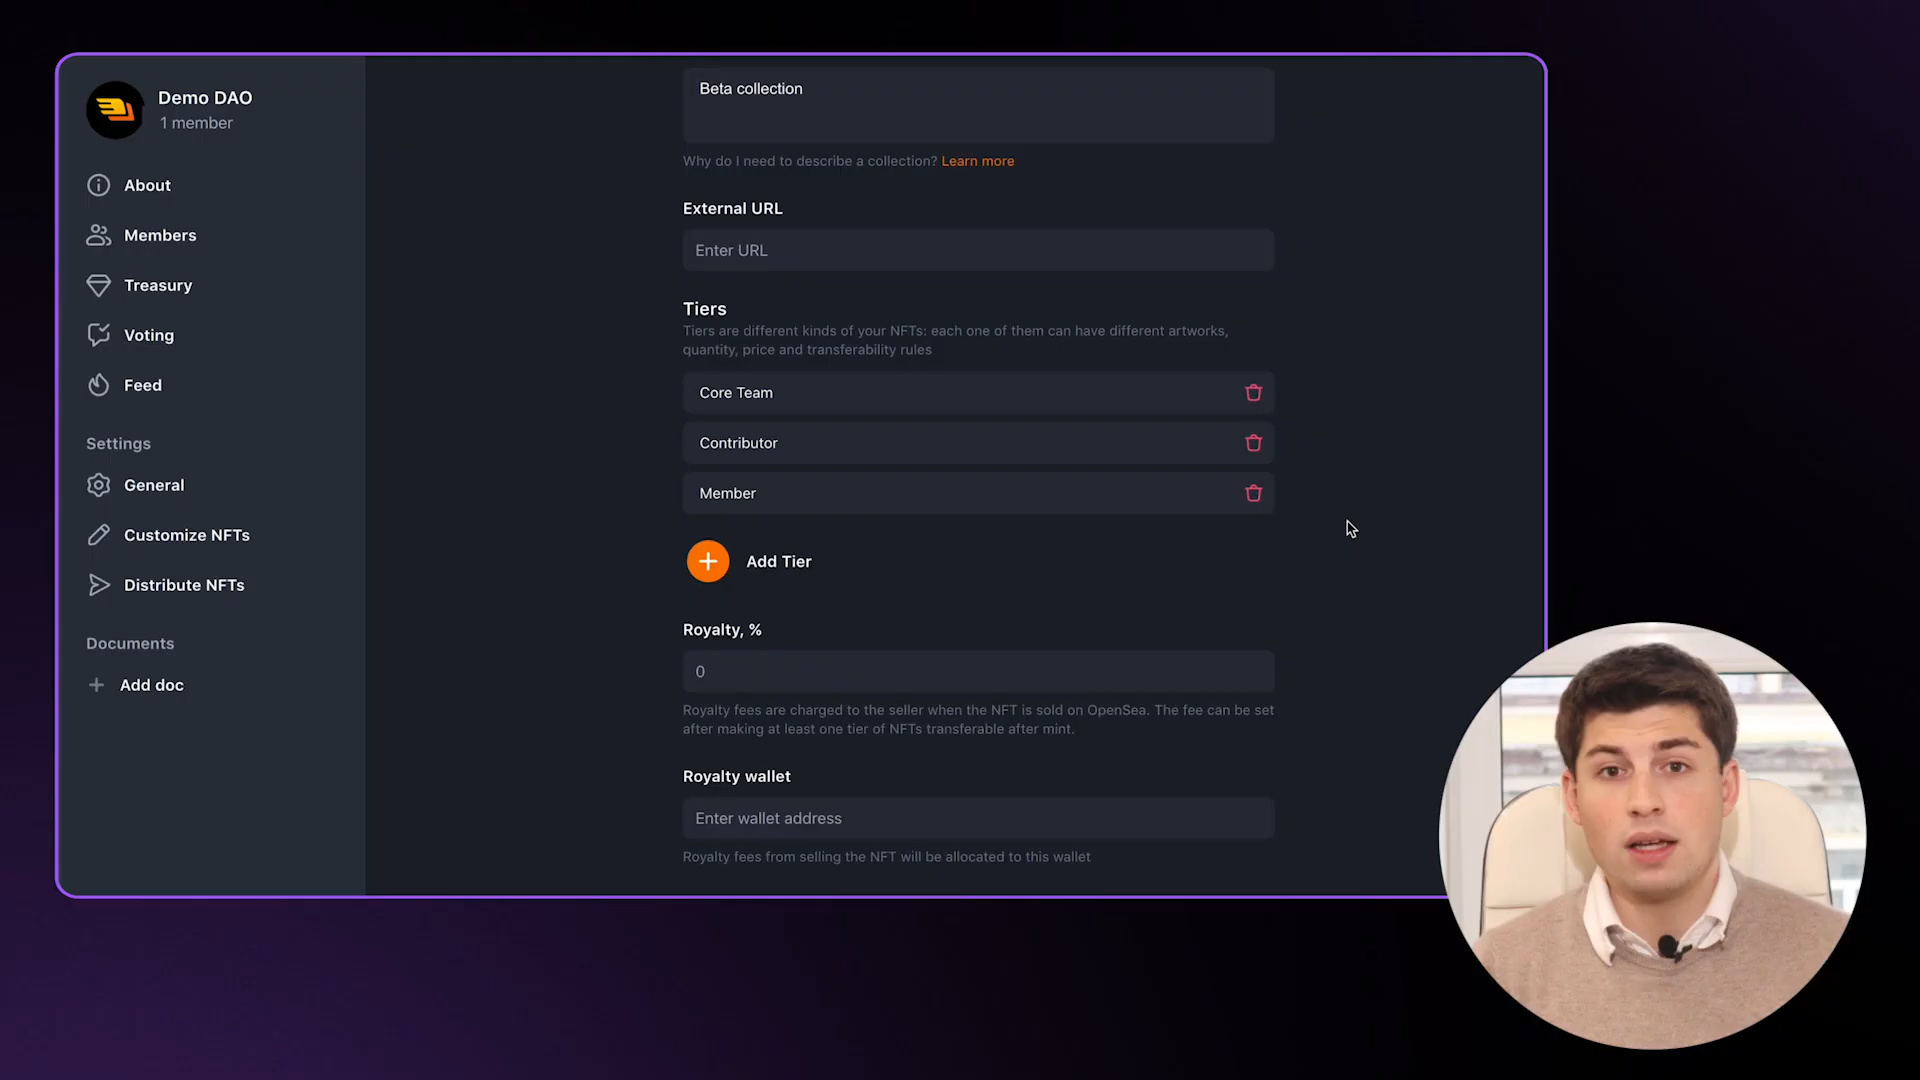 Demo DAO
1 member
About
Members
Treasury
Voting
Feed
Settings
General
Customize NFTs
Distribute NFTs
Documents
Add doc
Beta collection
Why do I need to describe a collection? Learn more
External URL
Enter URL
Tiers
Tiers are different kinds of your NFTs: each one of them can have different artworks,
quantity, price and transferability rules
Core Team
Contributor
Member
Add Tier
Royalty, %
0
Royalty fees are charged to the seller when the NFT is sold on OpenSea. The fee can be set
after making at least one tier of NFTs transferable after mint.
Royalty wallet
Enter wallet address
Royalty fees from selling the NFT will be allocated to this wallet